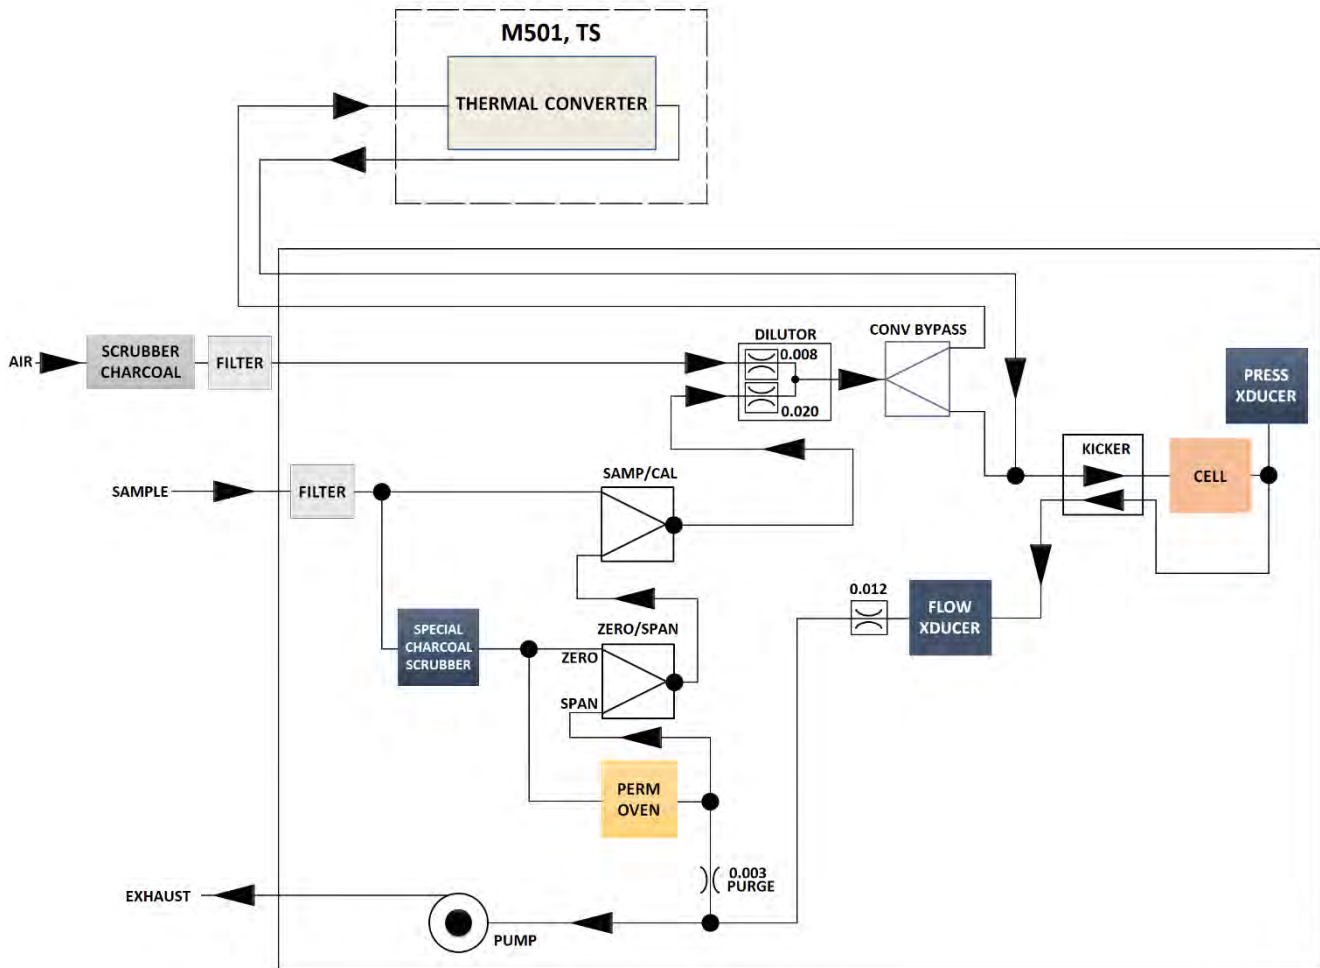 M501, TS
THERMAL CONVERTER
AIR
SCRUBBER
CHARCOAL
FILTER
DILUTOR
0.008
0.020
CONV BYPASS
PRESS
XDUCER
KICKER
CELL
SAMPLE
FILTER
SAMP/CAL
0.012
FLOW
XDUCER
SPECIAL
CHARCOAL
SCRUBBER
ZERO/SPAN
ZERO
SPAN
PERM
OVEN
0.003
PURGE
EXHAUST
PUMP